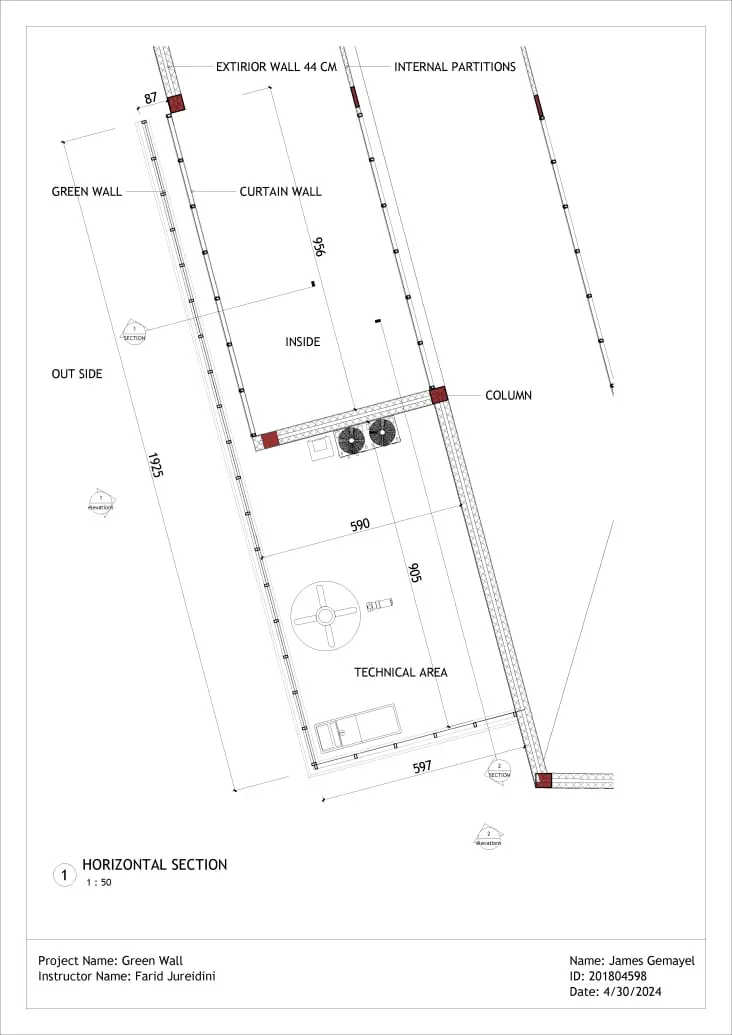 EXTIRIOR WALL 44 CM
INTERNAL PARTITIONS
87
GREEN WALL
CURTAIN WALL
956
1
SECTION
INSIDE
OUT SIDE
COLUMN
1925
1
elevations
590
905
TECHNICAL AREA
597
2
SECTION
2
elevations
1
HORIZONTAL SECTION
1 : 50
Project Name: Green Wall
Instructor Name: Farid Jureidini
Name: James Gemayel
ID: 201804598
Date: 4/30/2024